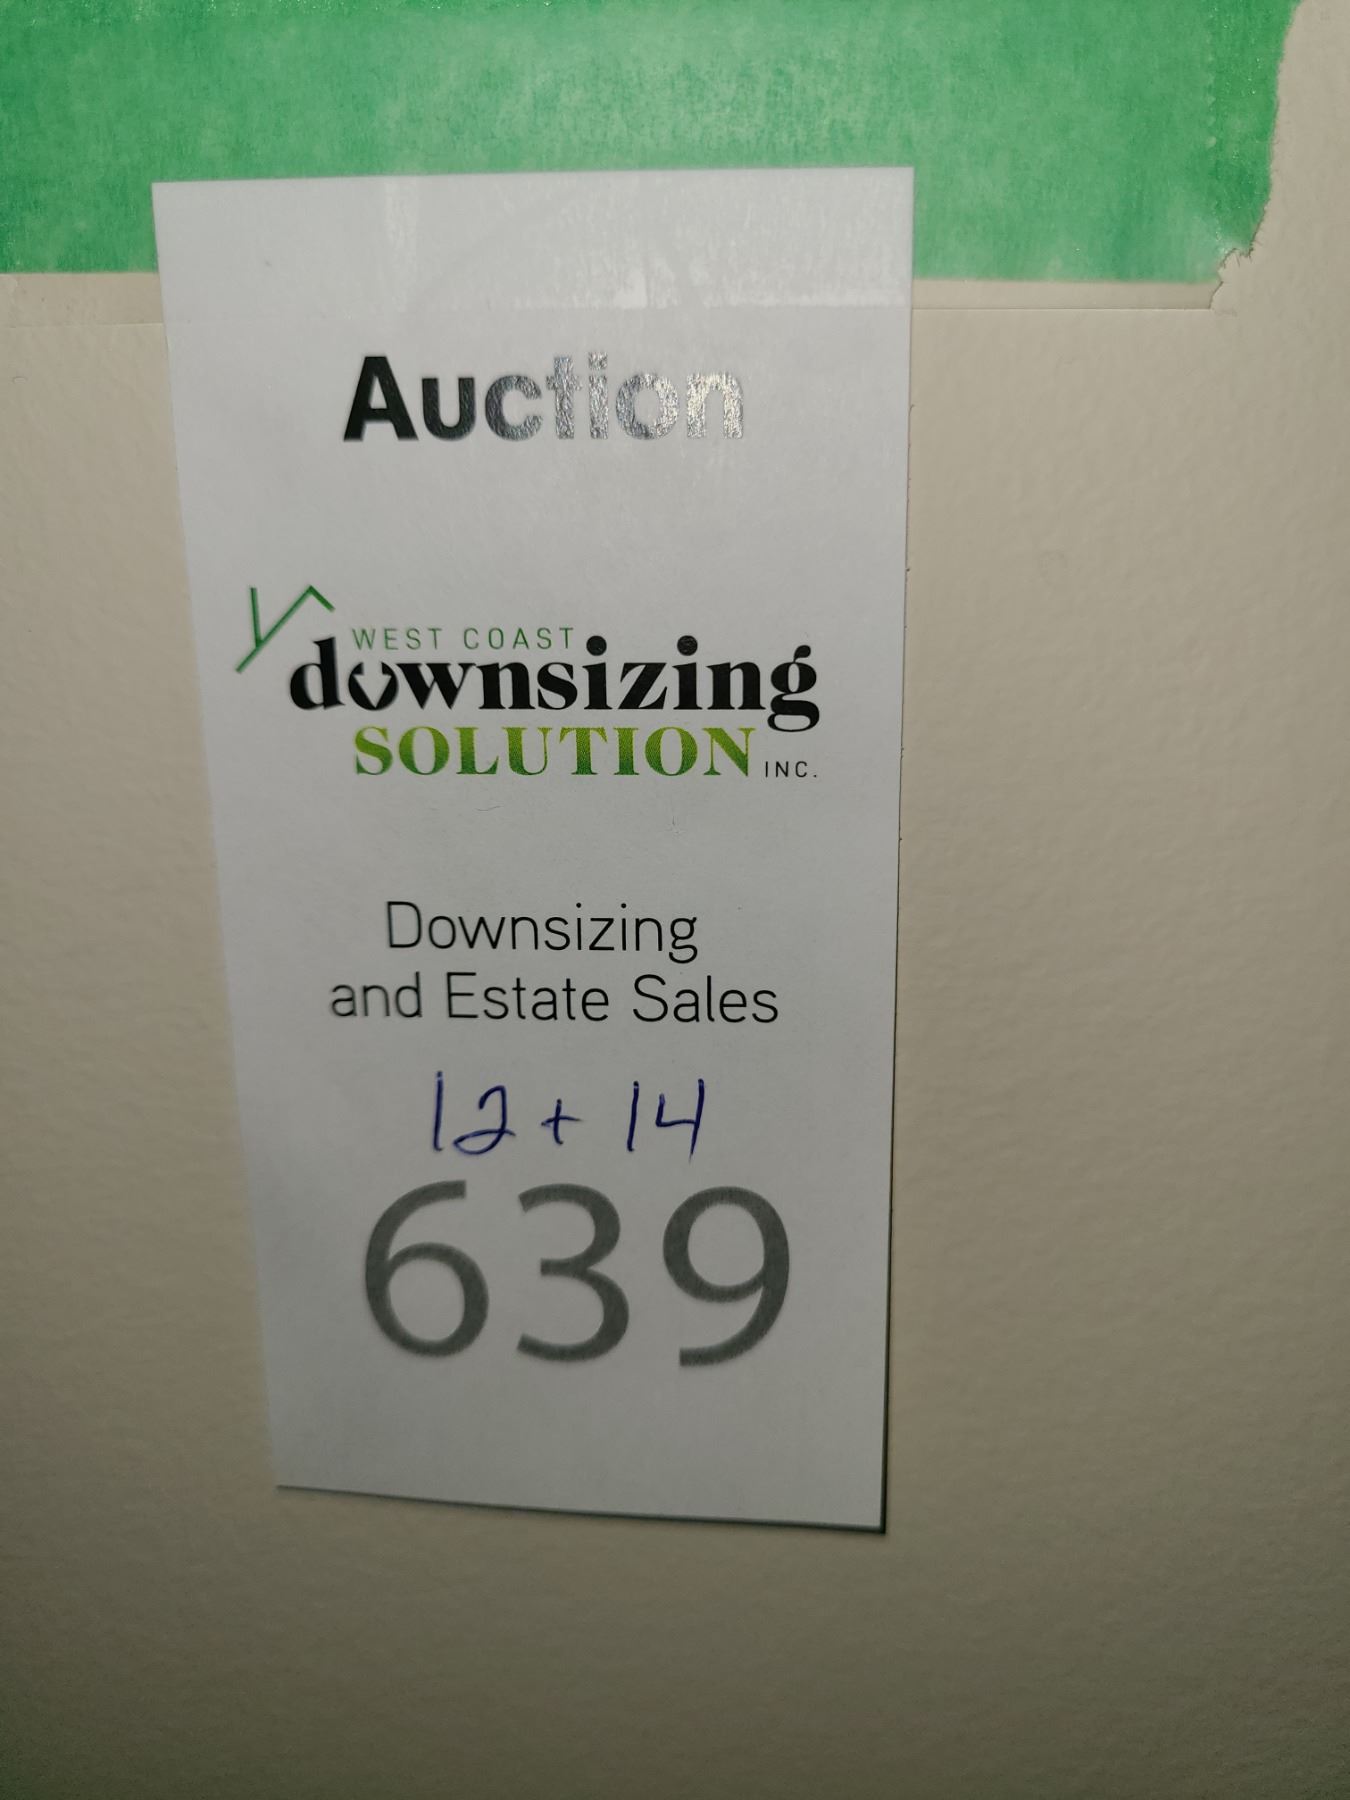 Auction
WEST COAST
downsizing
SOLUTION INC.
Downsizing
and Estate Sales
12 + 14
639